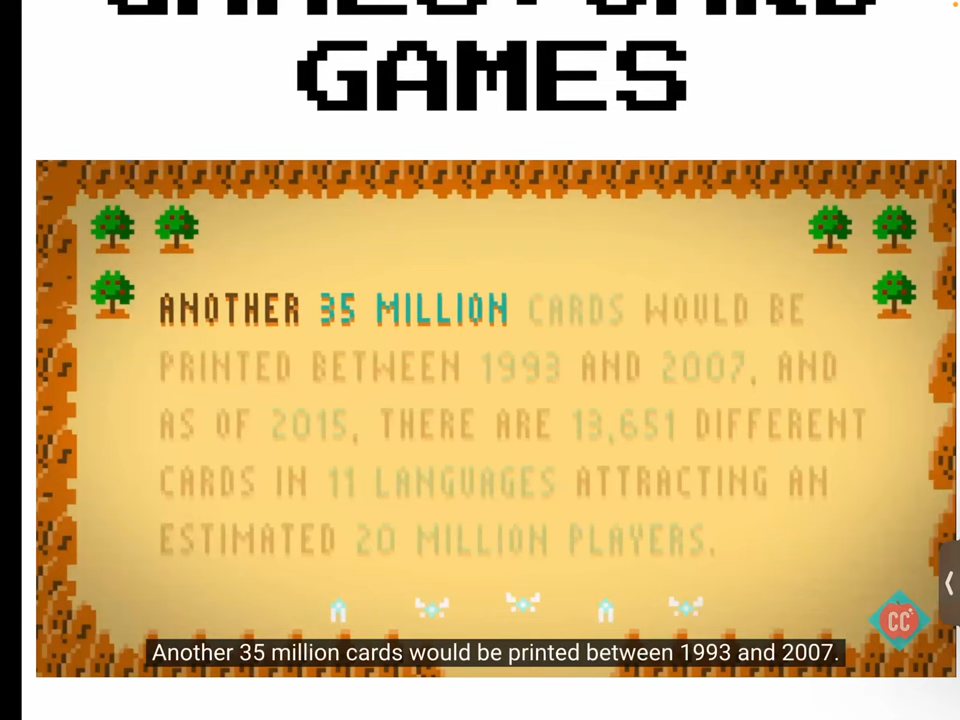 GAMES: CARD
GAMES
ANOTHER 35 MILLION CARDS WOULD BE
PRINTED BETWEEN 1993 AND 2007, AND
AS OF 2015, THERE ARE 13,651 DIFFERENT
CARDS IN 11 LANGUAGES ATTRACTING AN
ESTIMATED 20 MILLION PLAYERS.
CC
Another 35 million cards would be printed between 1993 and 2007.